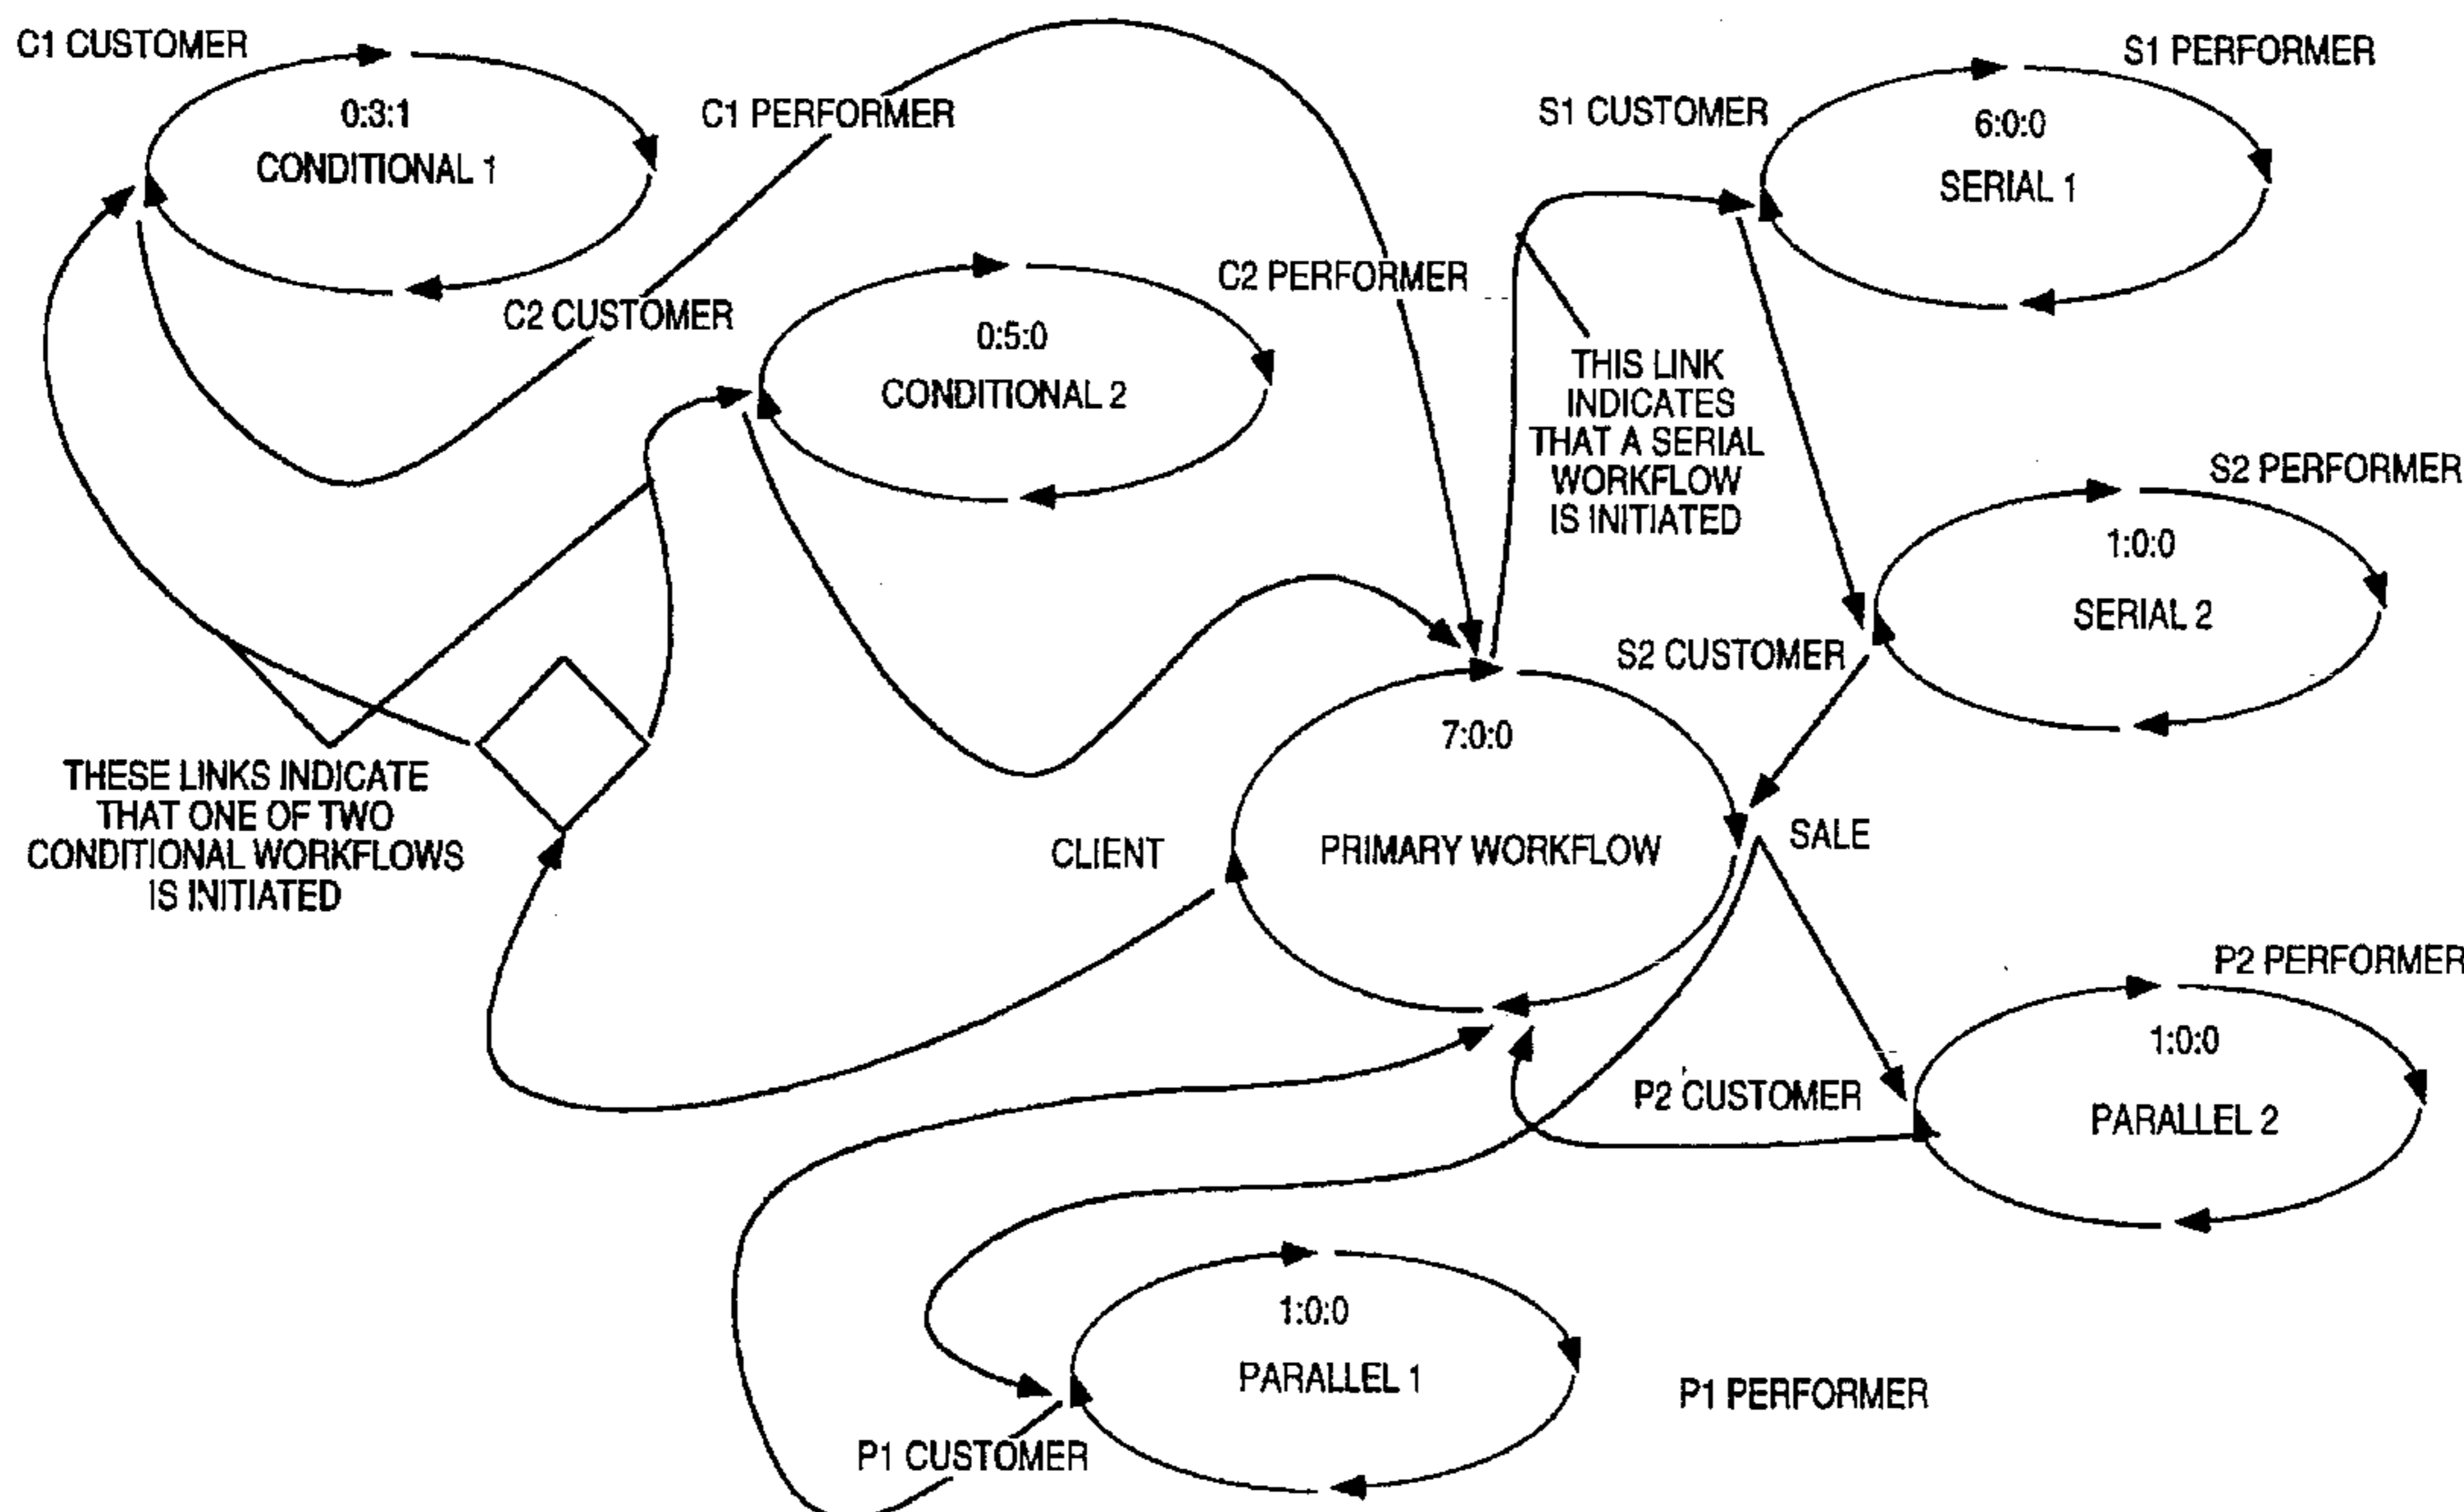 C1 CUSTOMER
0:3:1
CONDITIONAL 1
C1 PERFORMER
S1 CUSTOMER
S1 PERFORMER
6:0:0
SERIAL 1
C2 CUSTOMER
0:5:0
CONDITIONAL 2
C2 PERFORMER
THIS LINK
INDICATES
THAT A SERIAL
WORKFLOW
IS INITIATED
S2 PERFORMER
1:0:0
SERIAL 2
S2 CUSTOMER
THESE LINKS INDICATE
THAT ONE OF TWO
CONDITIONAL WORKFLOWS
IS INITIATED
CLIENT
7:0:0
PRIMARY WORKFLOW
SALE
P2 PERFORMER
1:0:0
PARALLEL 2
P2 CUSTOMER
1:0:0
PARALLEL 1
P1 PERFORMER
P1 CUSTOMER